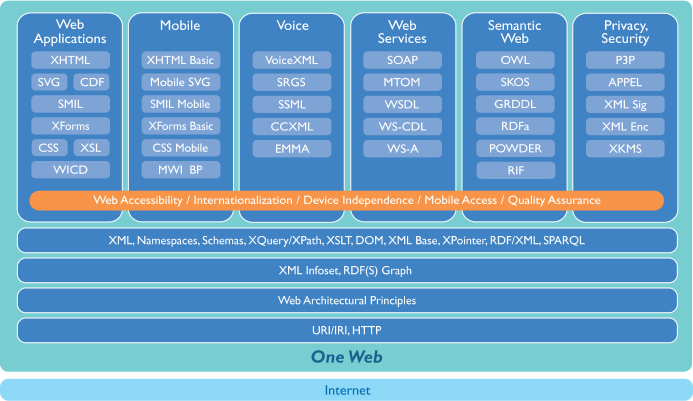 Web Applications
XHTML
SVG CDF
SMIL
XForms
CSS XSL
WICD
Mobile
XHTML Basic
Mobile SVG
SMIL Mobile
XForms Basic
CSS Mobile
MWI BP
Voice
VoiceXML
SRGS
SSML
CCXML
EMMA
Web Services
SOAP
MTOM
WSDL
WS-CDL
WS-A
Semantic Web
OWL
SKOS
GRDDL
RDFa
POWDER
RIF
Privacy, Security
P3P
APPEL
XML Sig
XML Enc
XKMS
Web Accessibility / Internationalization / Device Independence / Mobile Access / Quality Assurance
XML, Namespaces, Schemas, XQuery/XPath, XSLT, DOM, XML Base, XPointer, RDF/XML, SPARQL
XML Infoset, RDF(S) Graph
Web Architectural Principles
URI/IRI, HTTP
One Web
Internet